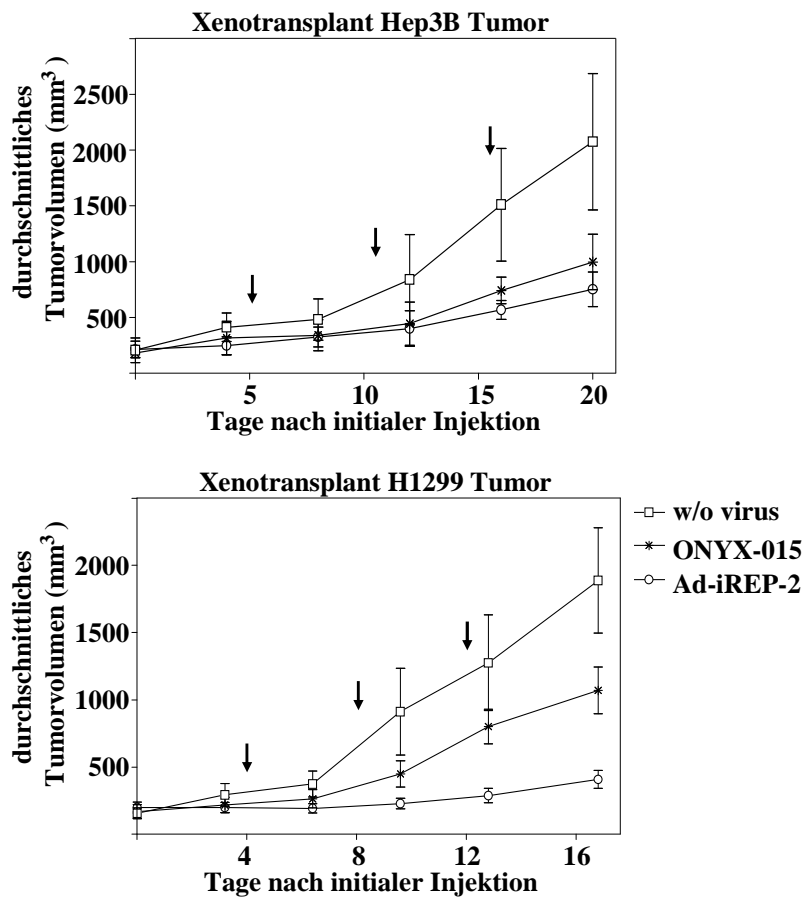 Xenotransplant Hep3B Tumor
durchschnittliches
Tumorvolumen (mm³)
2500
2000
1500
1000
500
5
10
15
20
Tage nach initialer Injektion
Xenotransplant H1299 Tumor
durchschnittliches
Tumorvolumen (mm³)
2000
1500
1000
500
4
8
12
16
Tage nach initialer Injektion
w/o virus
ONYX-015
Ad-iREP-2